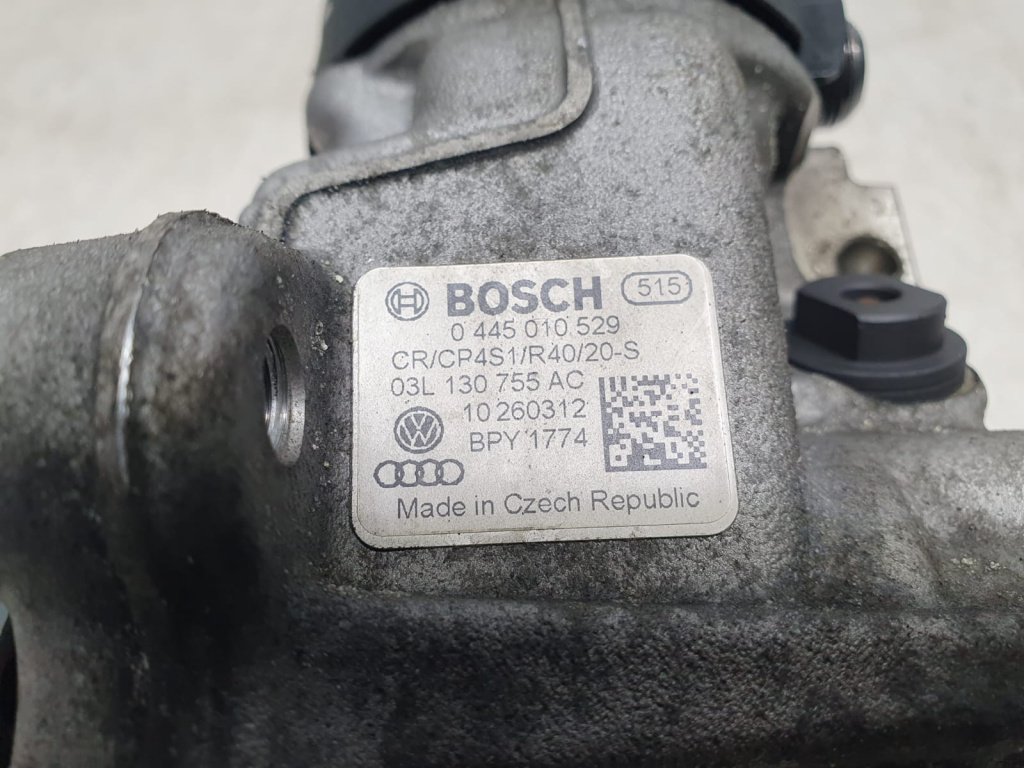 BOSCH 515
0 445 010 529
CR/CP4S1/R40/20-S
03L 130 755 AC
10 260312
BPY 1774
Made in Czech Republic